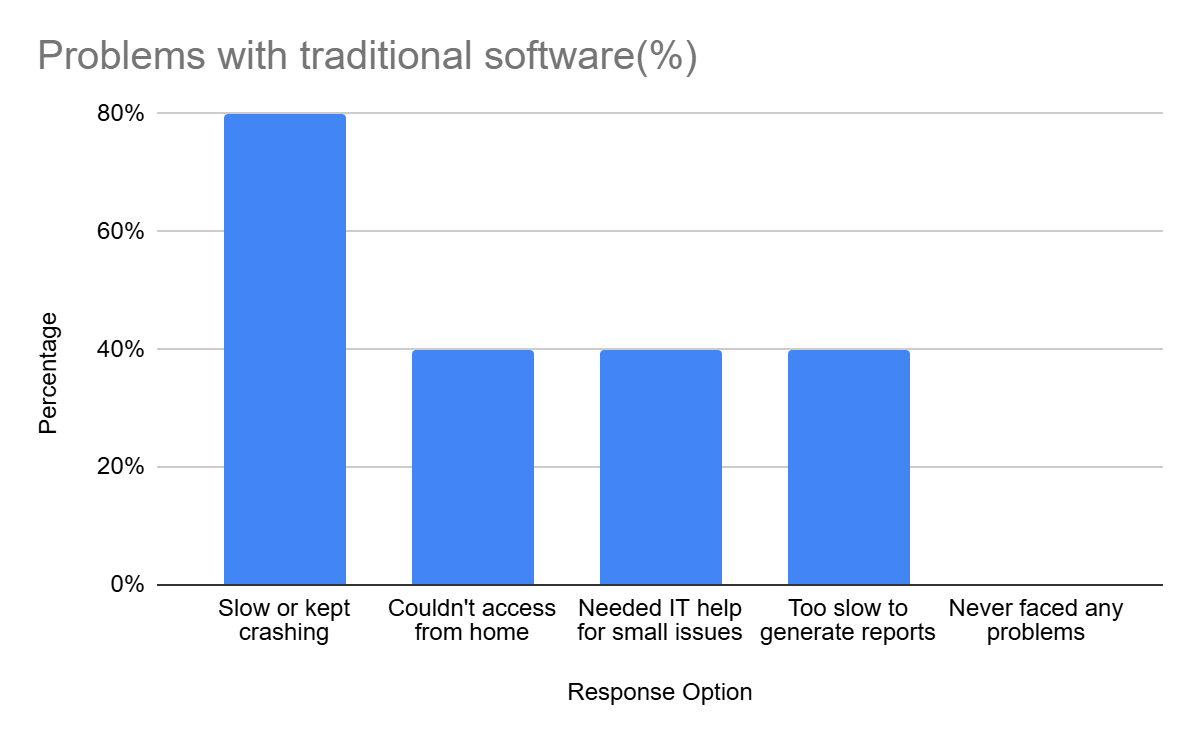 Problems with traditional software(%)
80%
60%
40%
20%
0%
Percentage
Slow or kept
crashing
Couldn't access
from home
Needed IT help
for small issues
Too slow to
generate reports
Never faced any
problems
Response Option